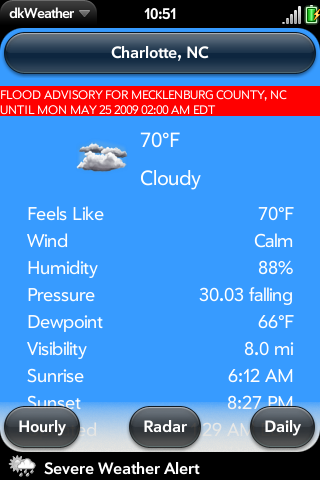 dkWeather 10:51
Charlotte, NC
FLOOD ADVISORY FOR MECKLENBURG COUNTY, NC
UNTIL MON MAY 25 2009 02:00 AM EDT
70°F
Cloudy
Feels Like 70°F
Wind Calm
Humidity 88%
Pressure 30.03 falling
Dewpoint 66°F
Visibility 8.0 mi
Sunrise 6:12 AM
Sunset 8:27 PM
Hourly Radar Daily
Severe Weather Alert